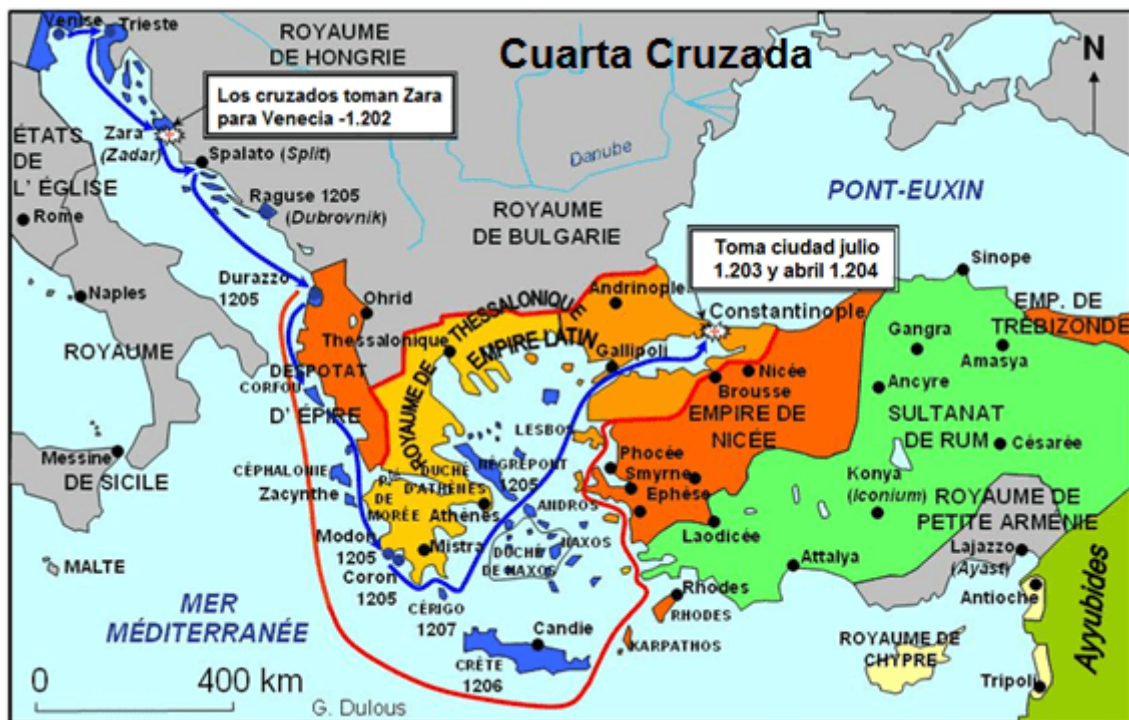 Cuarta Cruzada
N
Venise
Trieste
ROYAUME
DE HONGRIE
Los cruzados toman Zara
para Venecia -1.202
Zara
(Zadar)
Spalato (Split)
Raguse 1205
(Dubrovnik)
ÉTATS
DE
L' ÉGLISE
Rome
Naples
ROYAUME
DE SICILE
Messine
MALTE
Danube
ROYAUME
DE BULGARIE
PONT-EUXIN
Toma ciudad julio
1.203 y abril 1.204
Durazzo
1205
Ohrid
Thessalonique
ROYAUME DE THESSALONIQUE
EMPIRE LATIN
Andrinople
Constantinople
Gallipoli
Nicée
Brousse
EMPIRE DE
NICÉE
Sinope
EMP. DE
TRÉBIZONDE
Gangra
Amasya
Ancyre
SULTANAT
DE RUM
Césarée
Konya
(Iconium)
ROYAUME DE
PETITE ARMÉNIE
Lajazzo
(Ayast)
Antioche
Ayyubides
Tripoli
ROYAUME DE
CHYPRE
DESPOTAT
D' ÉPIRE
CORFOU
CÉPHALONIE
Zacynthe
P.
DE
MORÉE
DUCHÉ
D'ATHÈNES
Athènes
NÉGREPONT
1205
LESBOS
ANDROS
Phocée
Smyrne
Ephèse
Laodicée
Attalya
Modon
1205
Coron
1205
Mistra
DUCHÉ
DE NAXOS
NAXOS
CÉRIGO
1207
Candie
CRÈTE
1206
Rhodes
RHODES
KARPATHOS
MER
MÉDITERRANÉE
0 400 km
G. Dulous